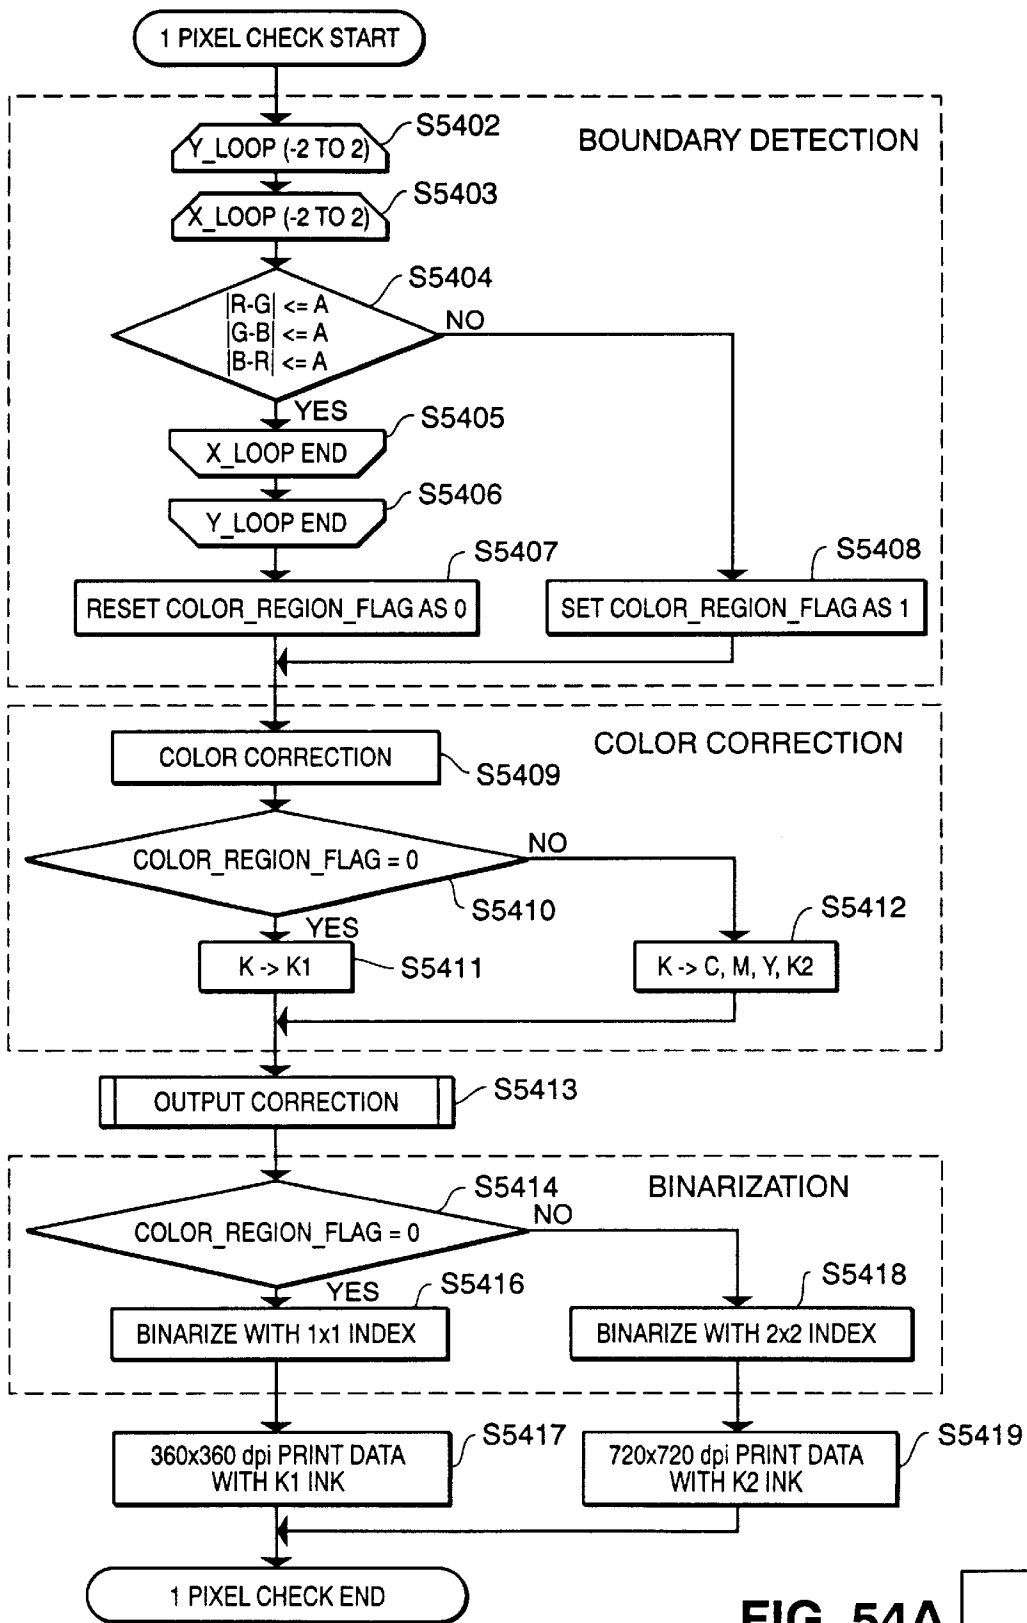 1 PIXEL CHECK START
BOUNDARY DETECTION
S5402
Y_LOOP (-2 TO 2)
S5403
X_LOOP (-2 TO 2)
S5404
|R-G| <= A
|G-B| <= A
|B-R| <= A
NO
YES
S5405
X_LOOP END
S5406
Y_LOOP END
S5407
RESET COLOR_REGION_FLAG AS 0
S5408
SET COLOR_REGION_FLAG AS 1
COLOR CORRECTION
COLOR CORRECTION
S5409
COLOR_REGION_FLAG = 0
NO
S5410
YES
K -> K1
S5411
S5412
K -> C, M, Y, K2
OUTPUT CORRECTION
S5413
BINARIZATION
S5414
COLOR_REGION_FLAG = 0
NO
YES
S5416
BINARIZE WITH 1x1 INDEX
S5418
BINARIZE WITH 2x2 INDEX
360x360 dpi PRINT DATA
WITH K1 INK
S5417
720x720 dpi PRINT DATA
WITH K2 INK
S5419
1 PIXEL CHECK END
FIG. 54A